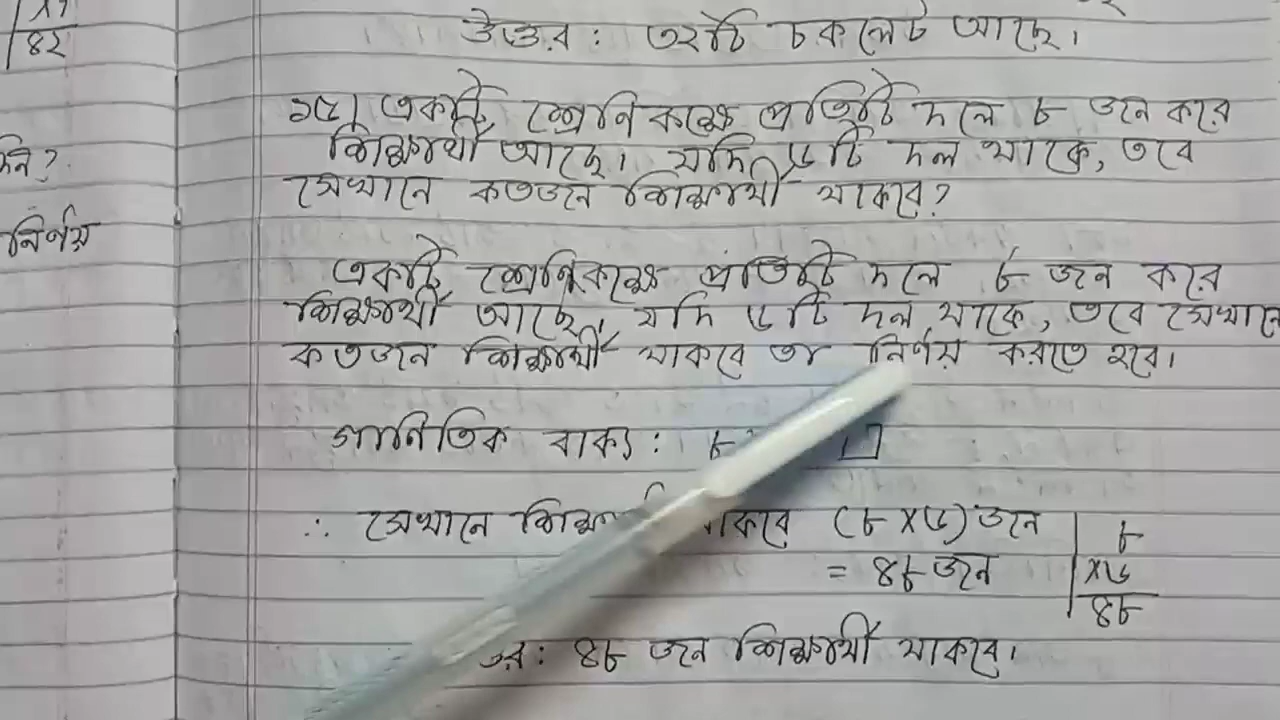 ৪২
উত্তর : ৩২টি চকলেট আছে।
১৫। একটি শ্রেনি কক্ষে প্রতিটি দলে ৮ জন করে
শিক্ষার্থী আছে। যদি ৬টি দল থাকে, তবে
সেখানে কতজন শিক্ষার্থী থাকবে?
নির্ণয়
একটি শ্রেণিকক্ষে প্রতিটি দলে ৮ জন করে
শিক্ষার্থী আছে, যদি ৬টি দল থাকে, তবে সেখানে
কতজন শিক্ষার্থী থাকবে তা নির্ণয় করতে হবে।
গানিতিক বাক্য : ৮ □
∴ সেখানে থাকবে (৮×৬) জন
= ৪৮ জন
৮
×৬
৪৮
৪৮ জন শিক্ষার্থী থাকবে।